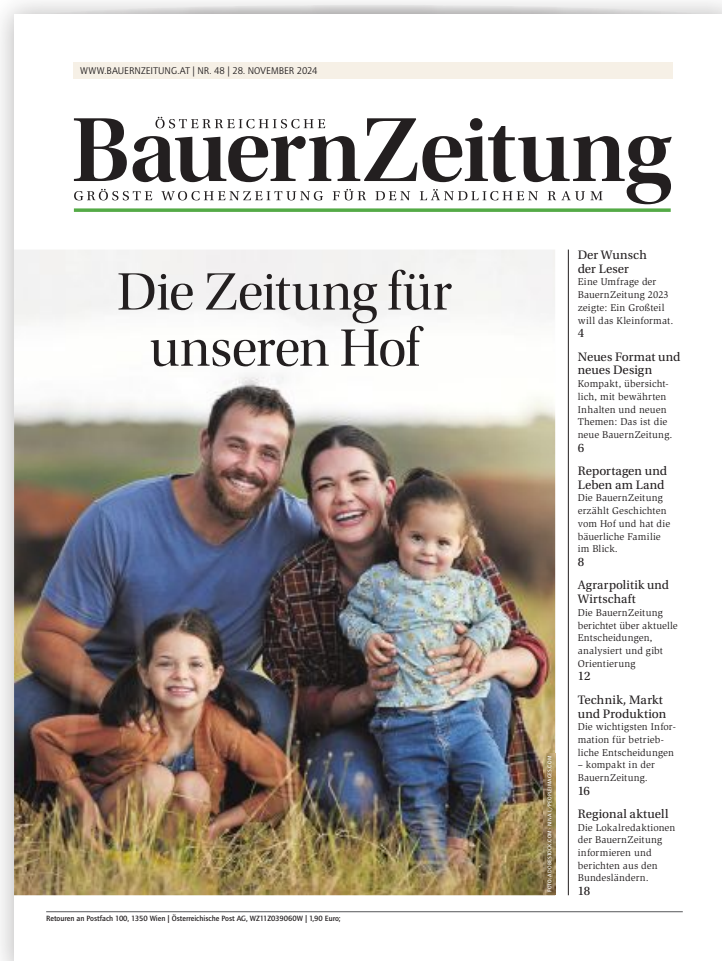 WWW.BAUERNZEITUNG.AT | NR. 48 | 28. NOVEMBER 2024
ÖSTERREICHISCHE
BauernZeitung
GRÖSSTE WOCHENZEITUNG FÜR DEN LÄNDLICHEN RAUM
Die Zeitung für
unseren Hof
Der Wunsch
der Leser
Eine Umfrage der
BauernZeitung 2023
zeigte: Ein Großteil
will das Kleinformat.
4
Neues Format und
neues Design
Kompakt, übersicht-
lich, mit bewährten
Inhalten und neuen
Themen: Das ist die
neue BauernZeitung.
6
Reportagen und
Leben am Land
Die BauernZeitung
erzählt Geschichten
vom Hof und hat die
bäuerliche Familie
im Blick.
8
Agrarpolitik und
Wirtschaft
Die BauernZeitung
berichtet über aktuelle
Entscheidungen,
analysiert und gibt
Orientierung
12
Technik, Markt
und Produktion
Die wichtigsten Infor-
mation für betrieb-
liche Entscheidungen
– kompakt in der
BauernZeitung.
16
Regional aktuell
Die Lokalredaktionen
der BauernZeitung
informieren und
berichten aus den
Bundesländern.
18
Retouren an Postfach 100, 1350 Wien | Österreichische Post AG, WZ11Z039060W | 1,90 Euro;